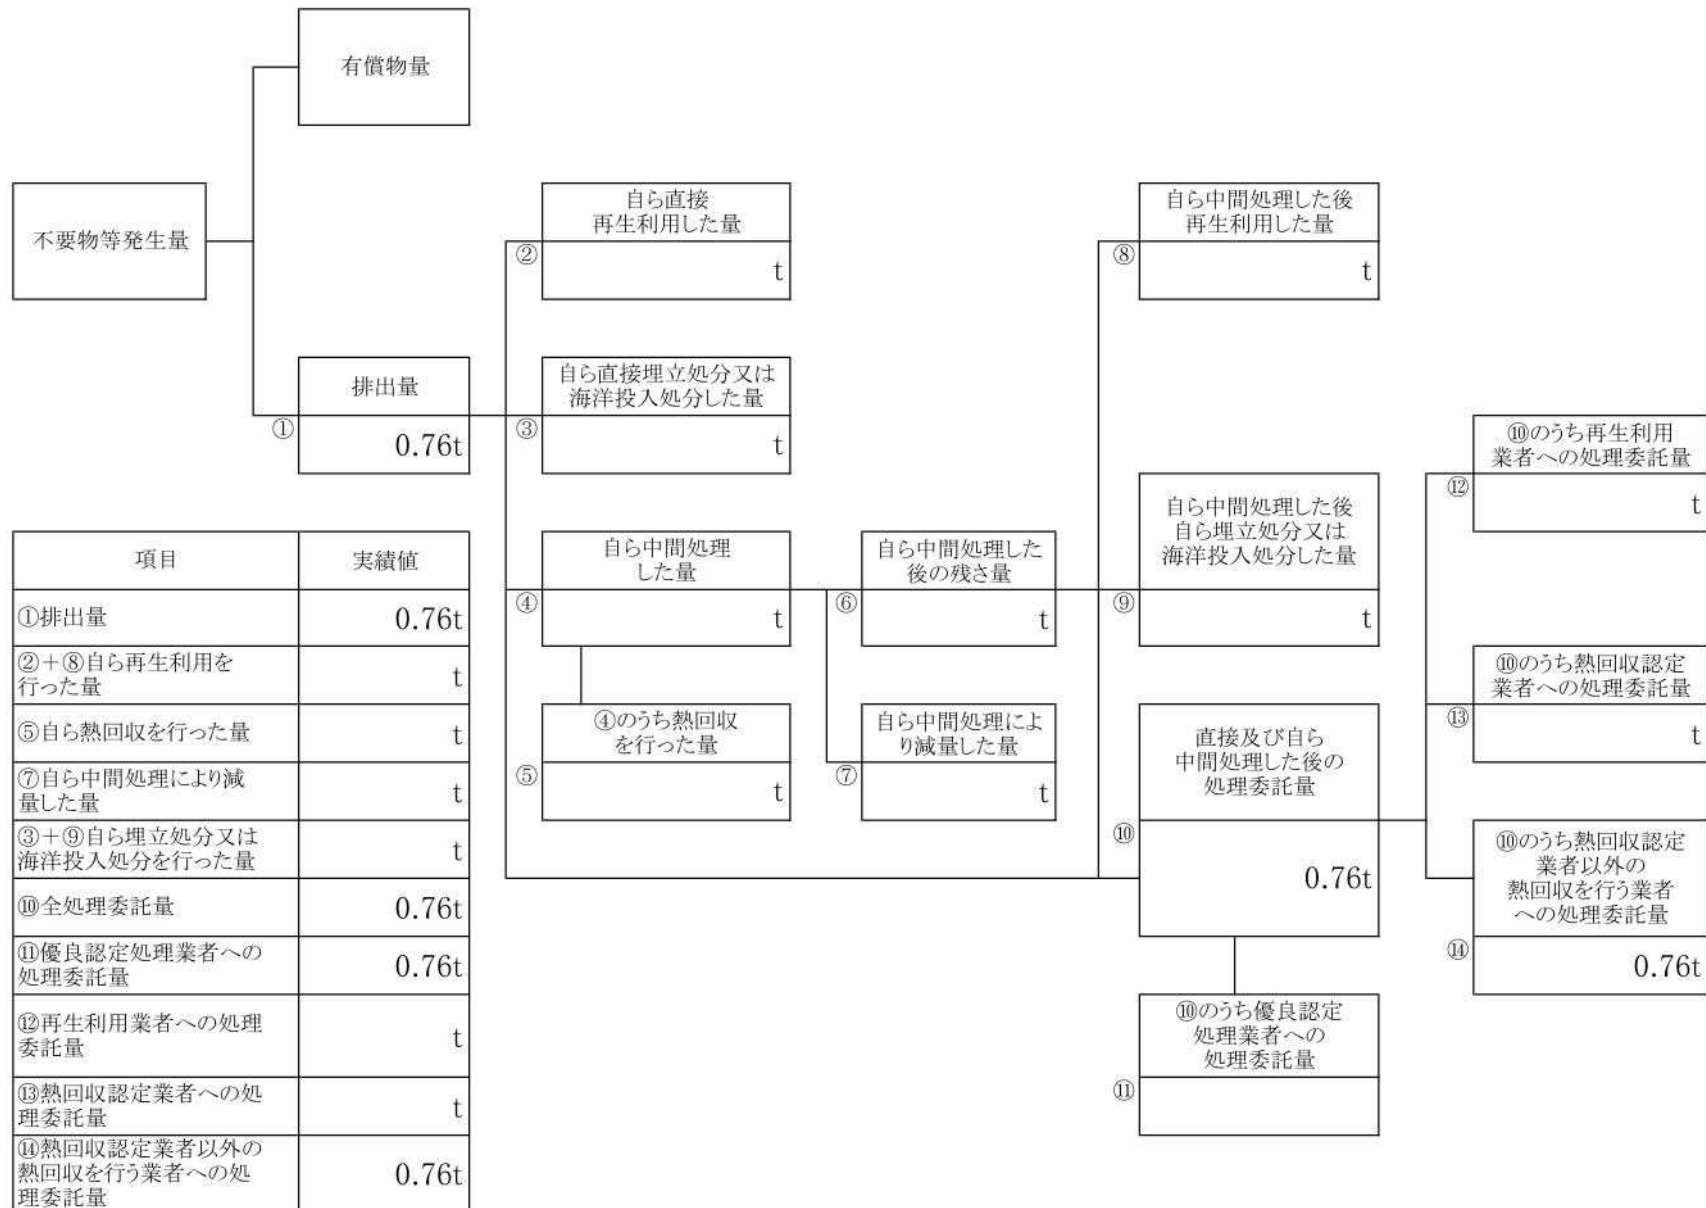 有償物量
不要物等発生量
自ら直接
再生利用した量
②
t
自ら中間処理した後
再生利用した量
⑧
t
排出量
①
0.76t
自ら直接埋立処分又は
海洋投入処分した量
③
t
⑩のうち再生利用
業者への処理委託量
⑫
t
自ら中間処理
した量
④
t
自ら中間処理した
後の残さ量
⑥
t
自ら中間処理した後
自ら埋立処分又は
海洋投入処分した量
⑨
t
⑩のうち熱回収認定
業者への処理委託量
⑬
t
④のうち熱回収
を行った量
⑤
t
自ら中間処理によ
り減量した量
⑦
t
直接及び自ら
中間処理した後の
処理委託量
⑩
0.76t
⑩のうち熱回収認定
業者以外の
熱回収を行う業者
への処理委託量
⑭
0.76t
⑩のうち優良認定
処理業者への
処理委託量
⑪
項目 実績値
①排出量 0.76t
②＋⑧自ら再生利用を
行った量 t
⑤自ら熱回収を行った量 t
⑦自ら中間処理により減
量した量 t
③＋⑨自ら埋立処分又は
海洋投入処分を行った量 t
⑩全処理委託量 0.76t
⑪優良認定処理業者への
処理委託量 0.76t
⑫再生利用業者への処理
委託量 t
⑬熱回収認定業者への処
理委託量 t
⑭熱回収認定業者以外の
熱回収を行う業者への処
理委託量 0.76t